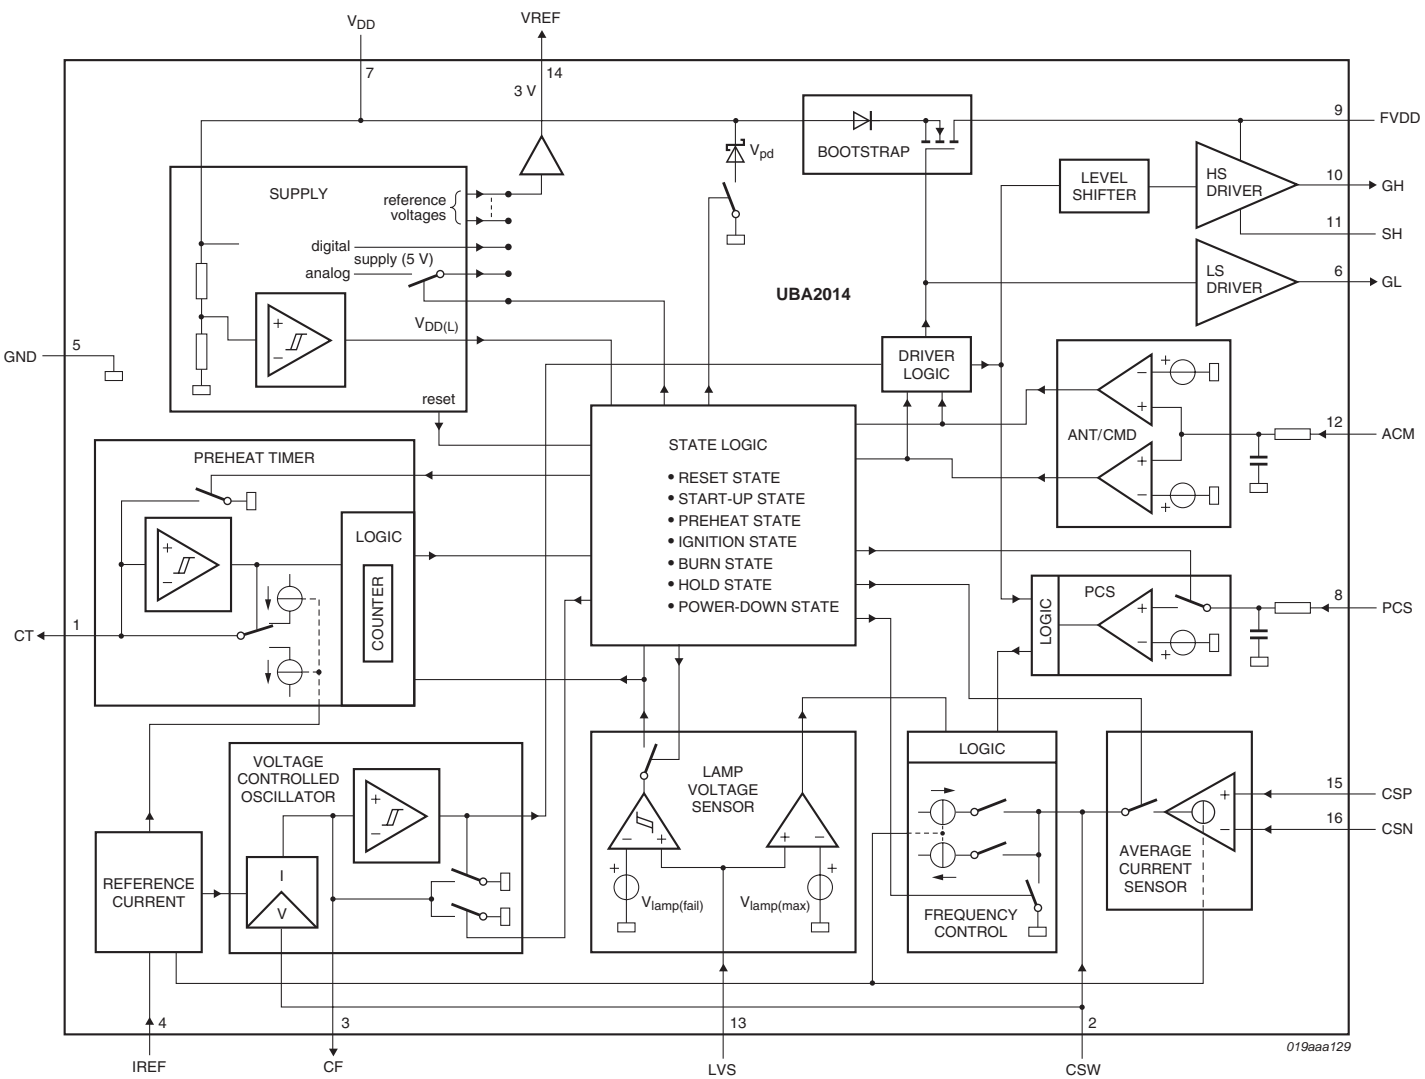 VDD
VREF
7
14
3 V
9
FVDD
BOOTSTRAP
Vpd
SUPPLY
reference
voltages
LEVEL
SHIFTER
HS
DRIVER
10
GH
11
SH
digital
supply (5 V)
analog
UBA2014
LS
DRIVER
6
GL
VDD(L)
+
−
GND
5
DRIVER
LOGIC
reset
+
−
+
ANT/CMD
+
−
+
12
ACM
PREHEAT TIMER
STATE LOGIC
• RESET STATE
• START-UP STATE
• PREHEAT STATE
• IGNITION STATE
• BURN STATE
• HOLD STATE
• POWER-DOWN STATE
LOGIC
COUNTER
+
−
CT
1
LOGIC
PCS
+
−
+
8
PCS
VOLTAGE
CONTROLLED
OSCILLATOR
+
−
LAMP
VOLTAGE
SENSOR
LOGIC
15
CSP
16
CSN
+
−
AVERAGE
CURRENT
SENSOR
−
+
+
−
+
+
Vlamp(fail)
Vlamp(max)
REFERENCE
CURRENT
I
V
FREQUENCY
CONTROL
4
3
13
2
IREF
CF
LVS
CSW
019aaa129